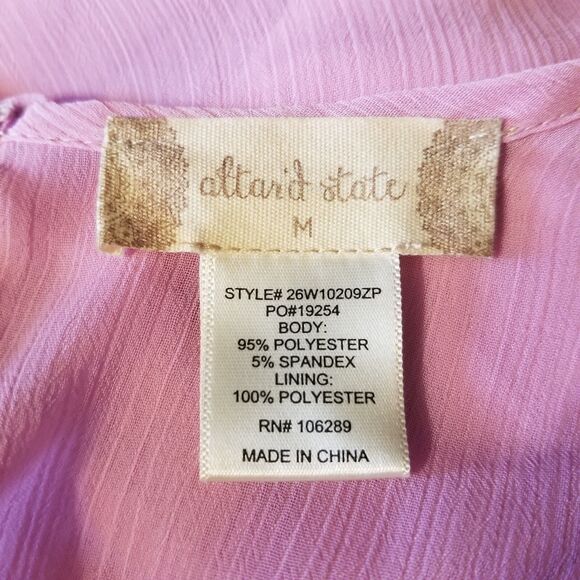 altar'd state
M
STYLE# 26W10209ZP
PO#19254
BODY:
95% POLYESTER
5% SPANDEX
LINING:
100% POLYESTER
RN# 106289
MADE IN CHINA